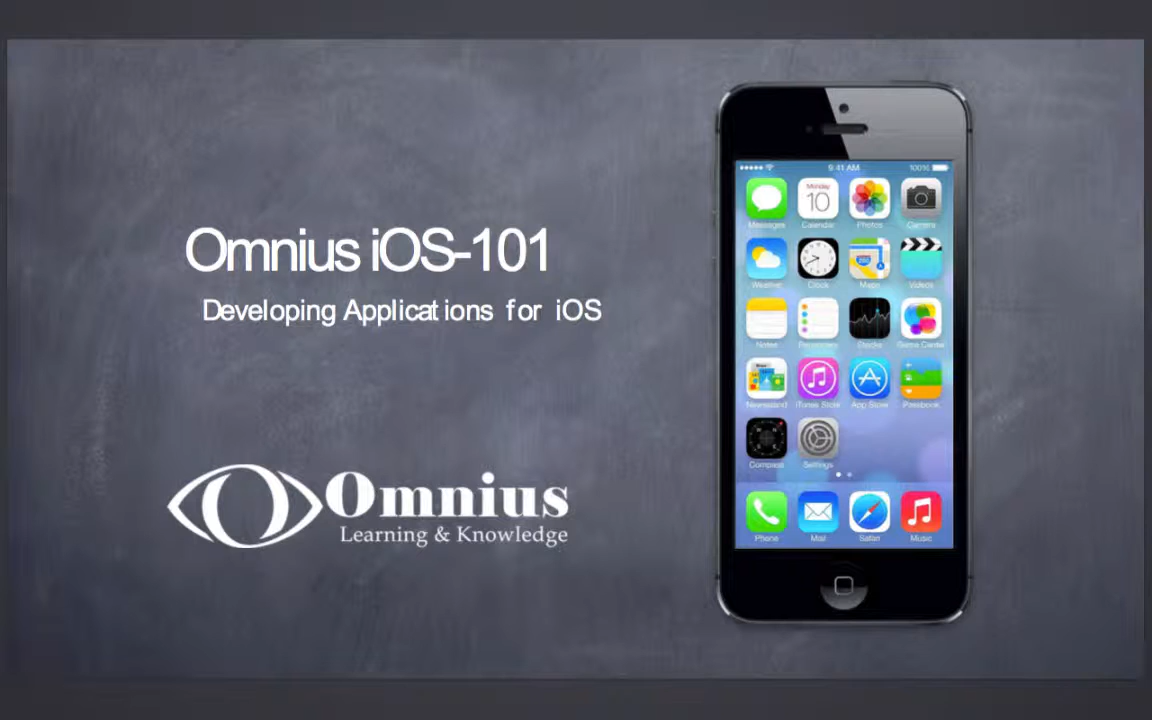 Omnius iOS-101
Developing Applications for iOS
Omnius
Learning & Knowledge
9:41 AM
100%
Monday
10
Messages
Calendar
Photos
Camera
280
Weather
Clock
Maps
Videos
Notes
Reminders
Stocks
Game Center
Newsstand
iTunes Store
App Store
Passbook
Compass
Settings
Phone
Mail
Safari
Music